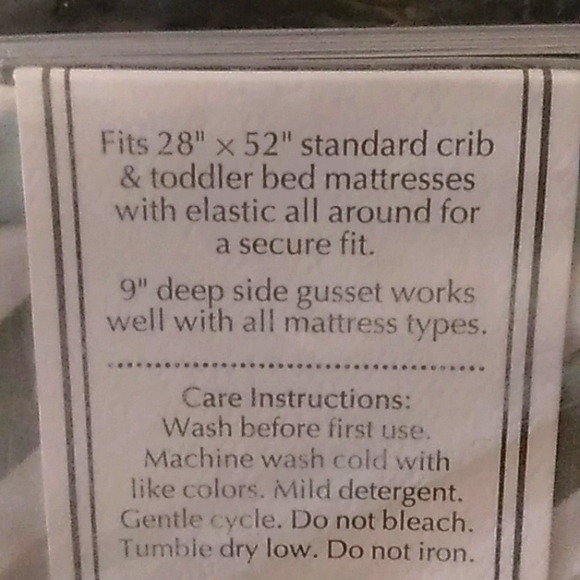 Fits 28" x 52" standard crib
& toddler bed mattresses
with elastic all around for
a secure fit.
9" deep side gusset works
well with all mattress types.
Care Instructions:
Wash before first use.
Machine wash cold with
like colors. Mild detergent.
Gentle cycle. Do not bleach.
Tumble dry low. Do not iron.